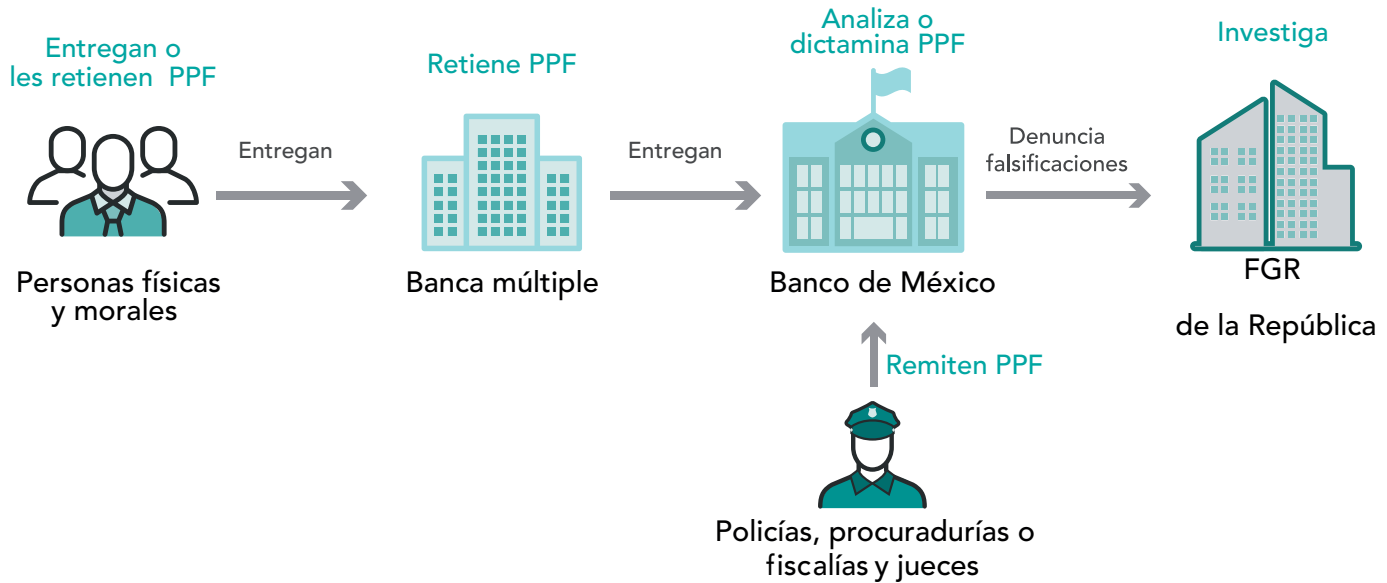 Entregan o
les retienen PPF
Retiene PPF
Analiza o
dictamina PPF
Investiga
Entregan
Entregan
Denuncia
falsificaciones
Personas físicas
y morales
Banca múltiple
Banco de México
FGR
de la República
Remiten PPF
Policías, procuradurías o
fiscalías y jueces